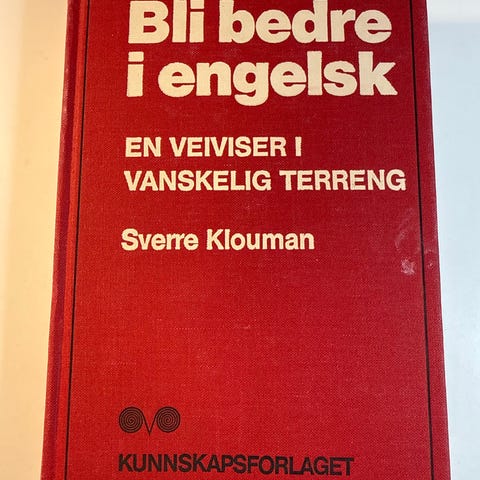 Bli bedre
i engelsk
EN VEIVISER I
VANSKELIG TERRENG
Sverre Klouman
KUNNSKAPSFORLAGET